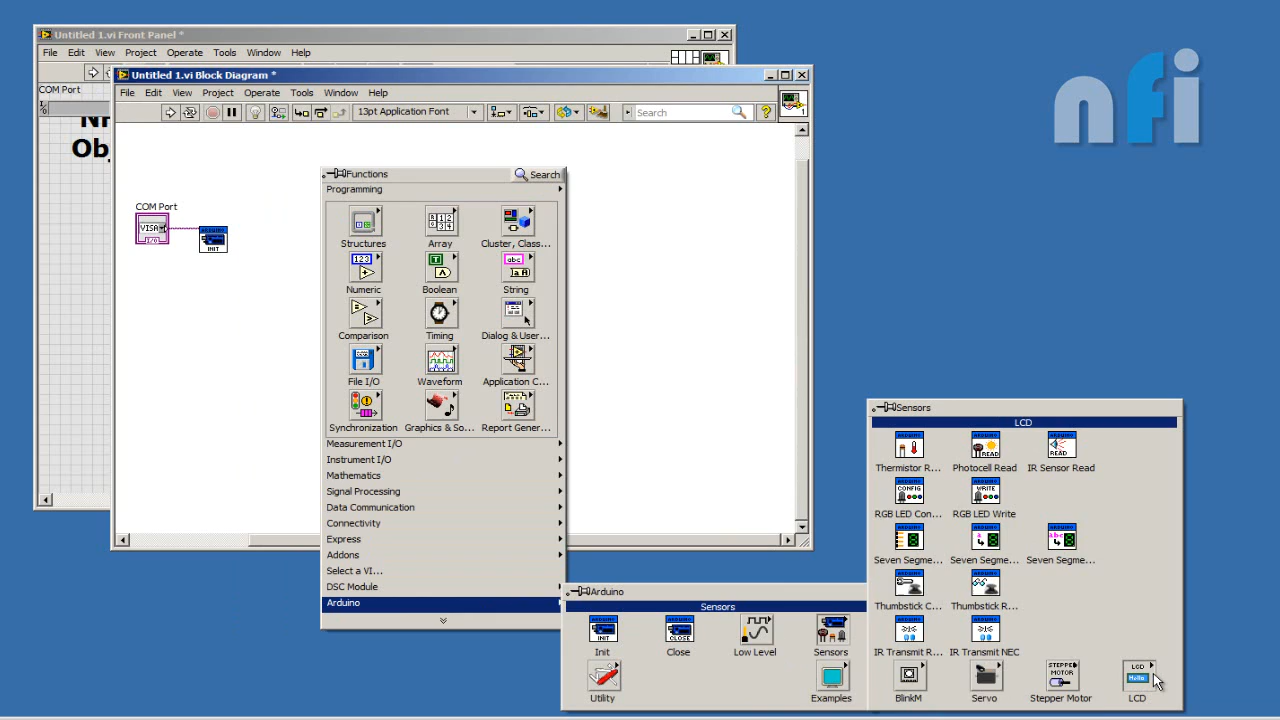 Untitled 1.vi Front Panel *
File Edit View Project Operate Tools Window Help
COM Port
Ob
Untitled 1.vi Block Diagram *
File Edit View Project Operate Tools Window Help
13pt Application Font
Search
1
COM Port
VISA
I/O
ARDUINO
INIT
Functions
Search
Programming
Structures Array Cluster, Class...
Numeric Boolean String
Comparison Timing Dialog & User...
File I/O Waveform Application C...
Synchronization Graphics & So... Report Gener...
Measurement I/O
Instrument I/O
Mathematics
Signal Processing
Data Communication
Connectivity
Express
Addons
Select a VI...
DSC Module
Arduino
Arduino
Sensors
Init Close Low Level Sensors
Utility Examples
Sensors
LCD
Thermistor R... Photocell Read IR Sensor Read
RGB LED Con... RGB LED Write
Seven Segme... Seven Segme... Seven Segme...
Thumbstick C... Thumbstick R...
IR Transmit R... IR Transmit NEC
BlinkM Servo Stepper Motor LCD
nfi